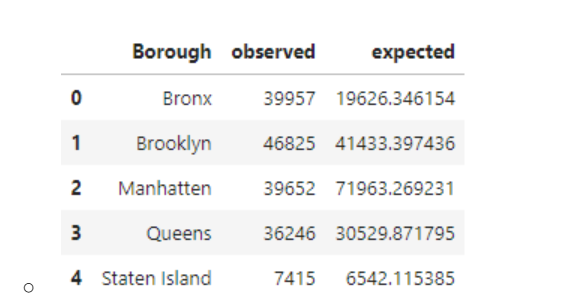 Borough observed expected
0 Bronx 39957 19626.346154
1 Brooklyn 46825 41433.397436
2 Manhatten 39652 71963.269231
3 Queens 36246 30529.871795
4 Staten Island 7415 6542.115385